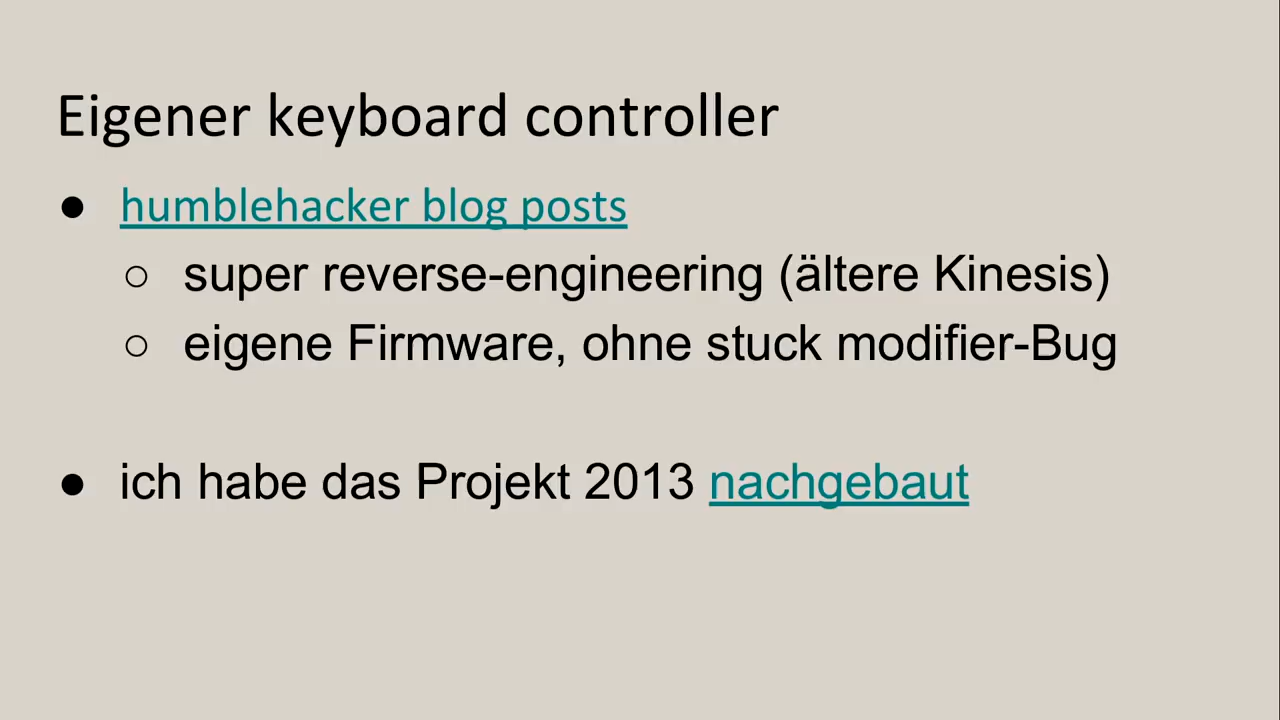 Eigener keyboard controller
● humblehacker blog posts
○ super reverse-engineering (ältere Kinesis)
○ eigene Firmware, ohne stuck modifier-Bug
● ich habe das Projekt 2013 nachgebaut